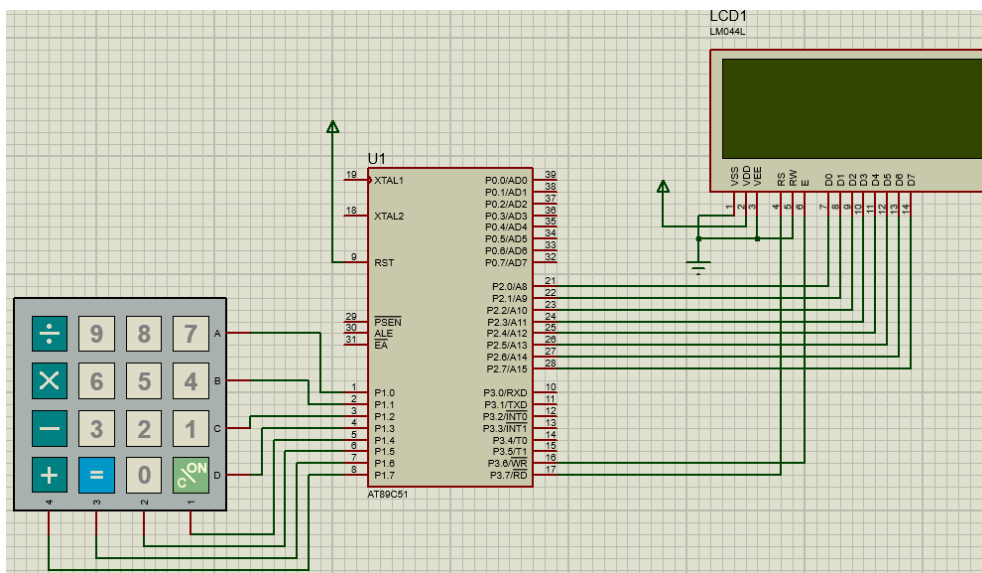 LCD1
LM044L
VSS VDD VEE RS RW E D0 D1 D2 D3 D4 D5 D6 D7
1 2 3 4 5 6 7 8 9 10 11 12 13 14
U1
19 XTAL1 P0.0/AD0 39
P0.1/AD1 38
P0.2/AD2 37
18 XTAL2 P0.3/AD3 36
P0.4/AD4 35
P0.5/AD5 34
P0.6/AD6 33
9 RST P0.7/AD7 32
P2.0/A8 21
P2.1/A9 22
P2.2/A10 23
29 PSEN P2.3/A11 24
30 ALE P2.4/A12 25
31 EA P2.5/A13 26
P2.6/A14 27
P2.7/A15 28
1 P1.0 P3.0/RXD 10
2 P1.1 P3.1/TXD 11
3 P1.2 P3.2/INT0 12
4 P1.3 P3.3/INT1 13
5 P1.4 P3.4/T0 14
6 P1.5 P3.5/T1 15
7 P1.6 P3.6/WR 16
8 P1.7 P3.7/RD 17
AT89C51
÷ 9 8 7 A
× 6 5 4 B
− 3 2 1 C
+ = 0 ON/C D
4 3 2 1